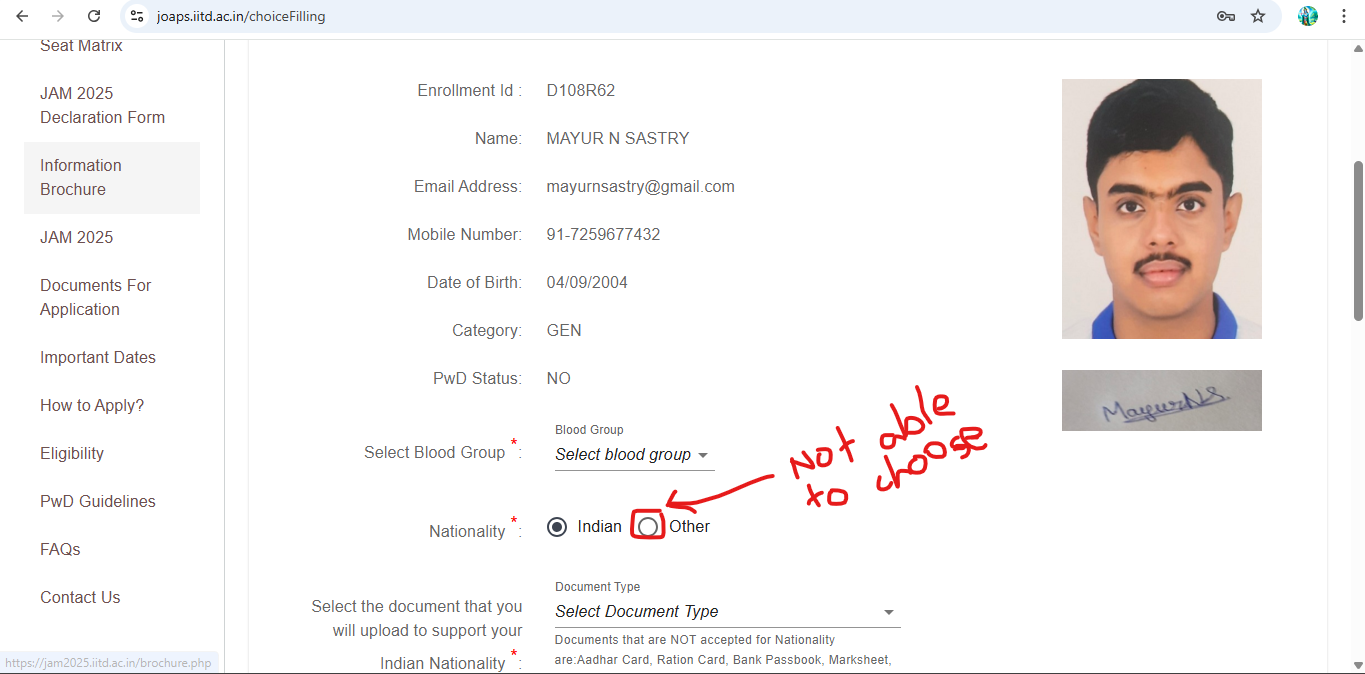 joaps.iitd.ac.in/choiceFilling
Seat Matrix
JAM 2025
Declaration Form
Information
Brochure
JAM 2025
Documents For
Application
Important Dates
How to Apply?
Eligibility
PwD Guidelines
FAQs
Contact Us
https://jam2025.iitd.ac.in/brochure.php
Enrollment Id : D108R62
Name: MAYUR N SASTRY
Email Address: mayurnsastry@gmail.com
Mobile Number: 91-7259677432
Date of Birth: 04/09/2004
Category: GEN
PwD Status: NO
Blood Group
Select Blood Group * : Select blood group
Nationality * : Indian Other
Document Type
Select the document that you Select Document Type
will upload to support your Documents that are NOT accepted for Nationality
Indian Nationality * : are:Aadhar Card, Ration Card, Bank Passbook, Marksheet,
MayurNS
Not able
to choose